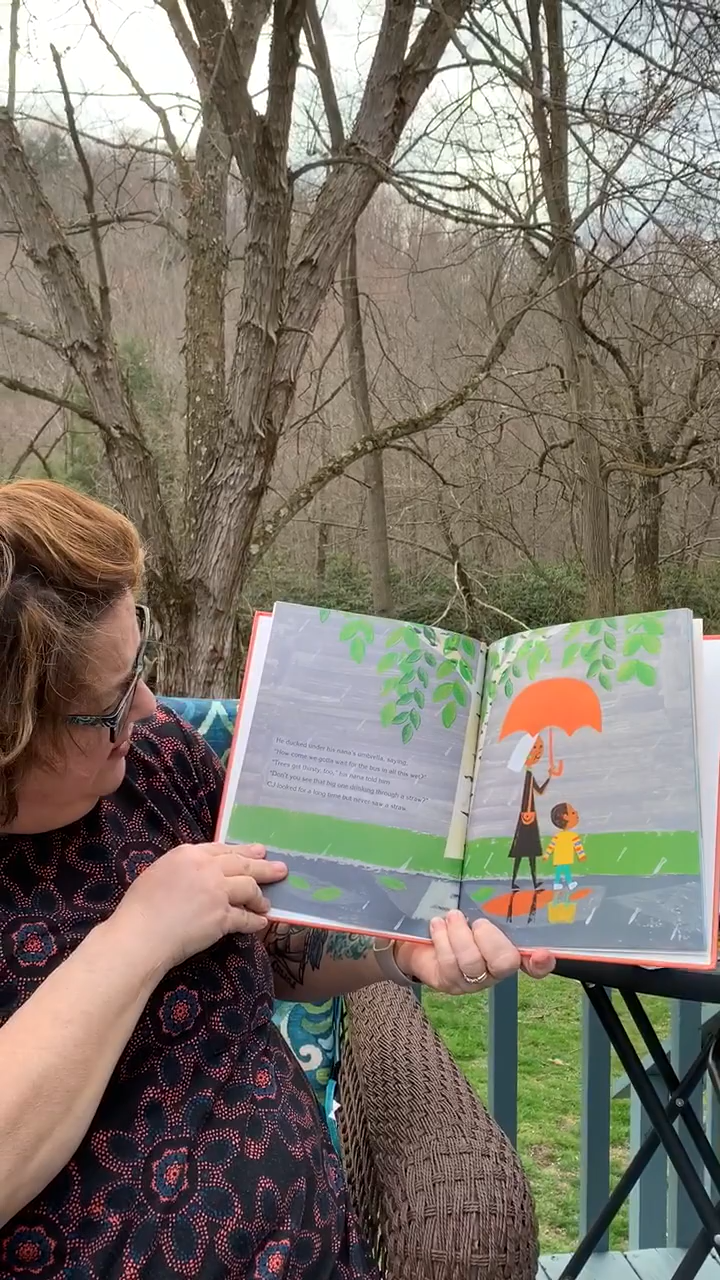 He ducked under his nana's umbrella, saying,
"How come we gotta wait for the bus in all this wet?"
"Trees get thirsty, too," his nana told him.
"Don't you see that big one drinking through a straw?"
CJ looked for a long time but never saw a straw.